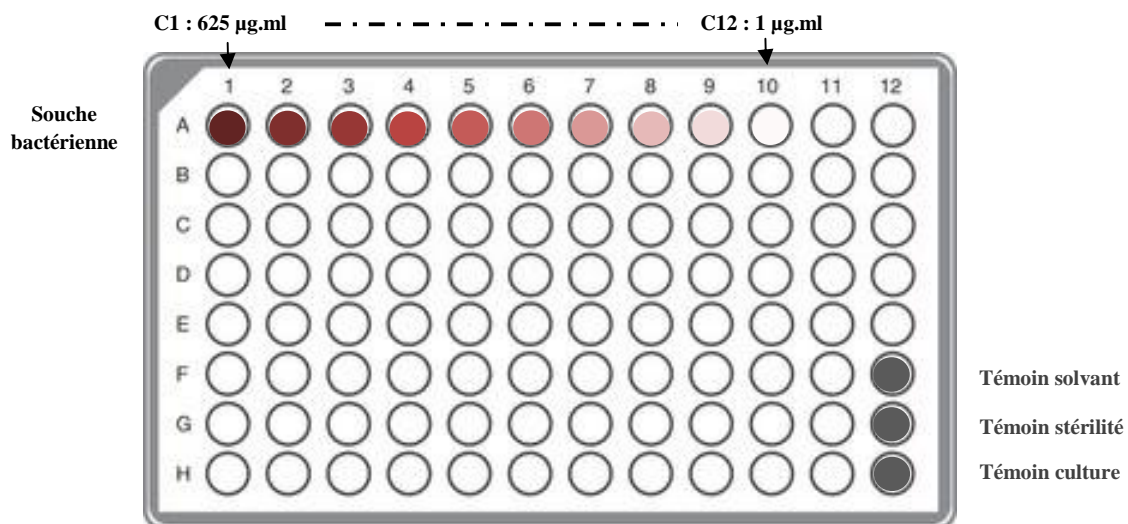 C1 : 625 µg.ml
C12 : 1 µg.ml
1 2 3 4 5 6 7 8 9 10 11 12
Souche
bactérienne
A
B
C
D
E
F
Témoin solvant
G
Témoin stérilité
H
Témoin culture